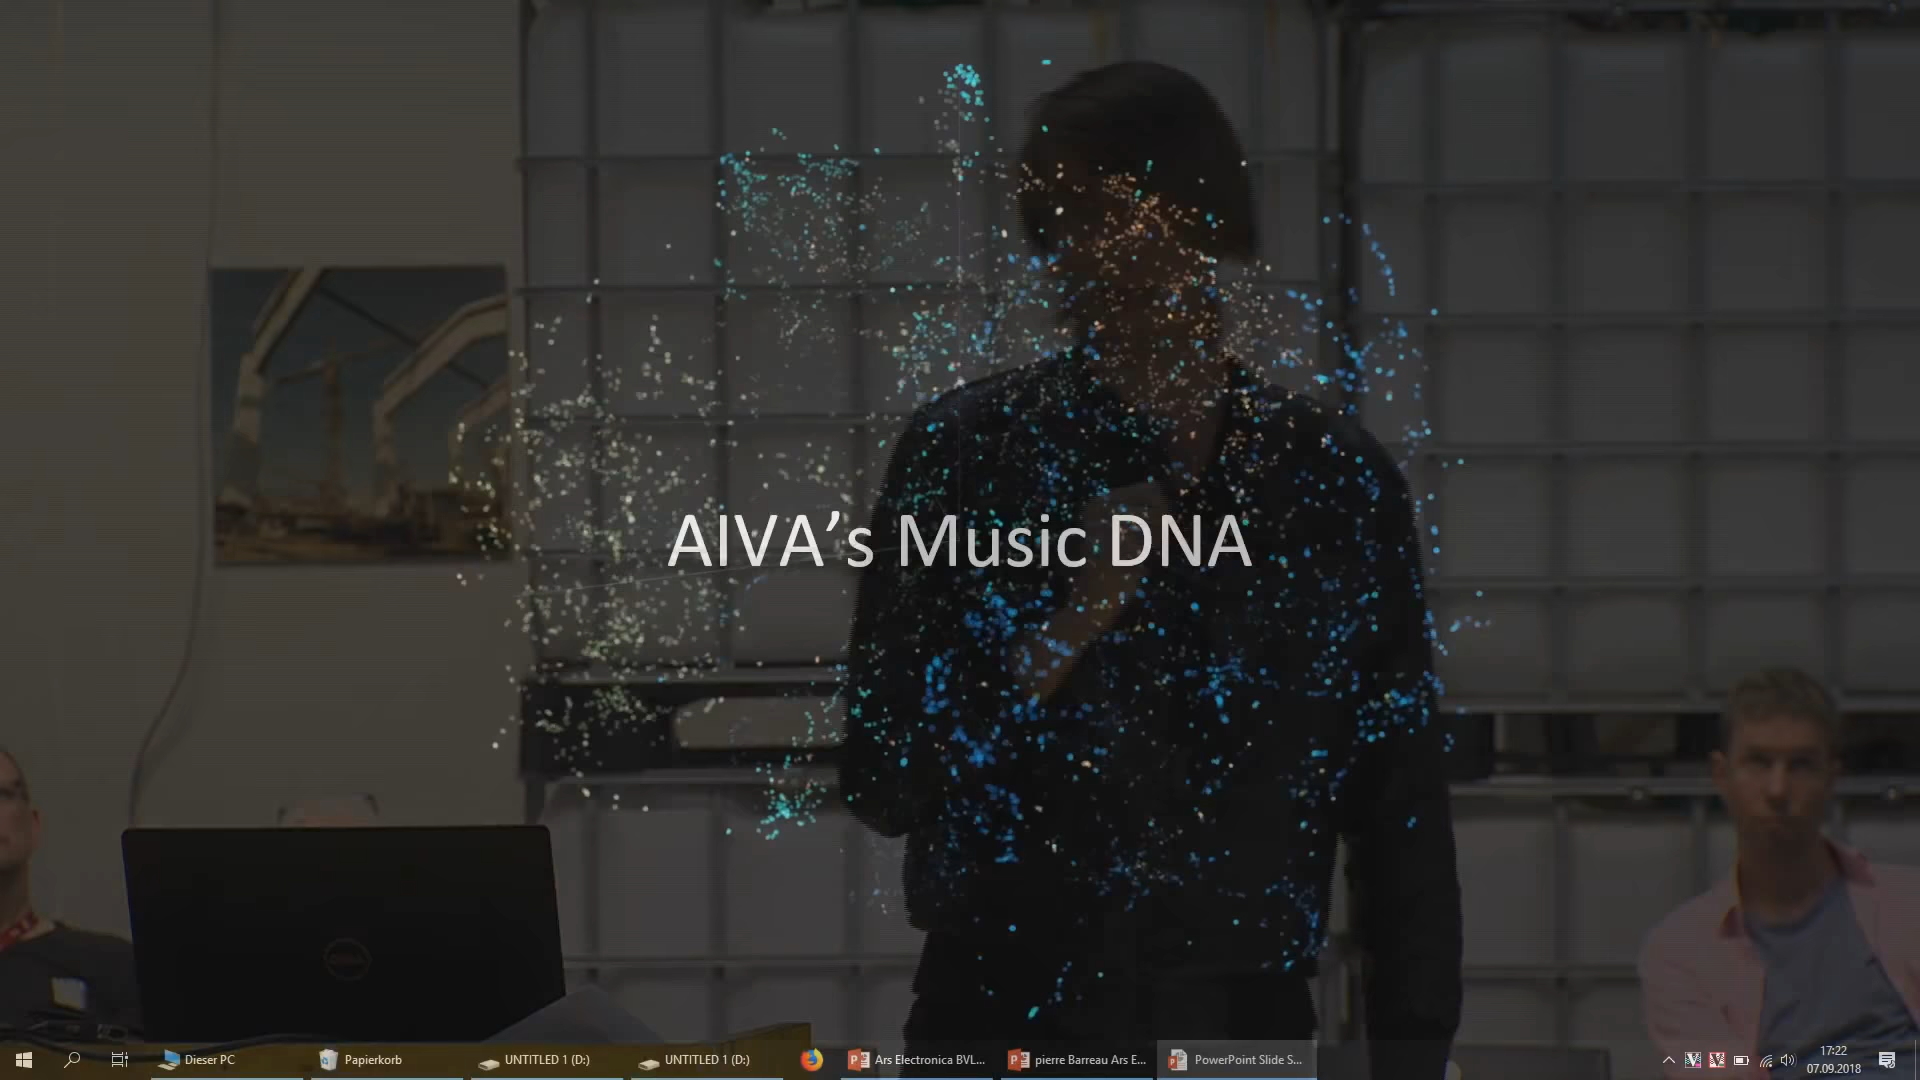 AIVA’s Music DNA
Dieser PC
Papierkorb
UNTITLED 1 (D:)
UNTITLED 1 (D:)
Ars Electronica BVL...
pierre Barreau Ars E...
PowerPoint Slide S...
17:22
07.09.2018